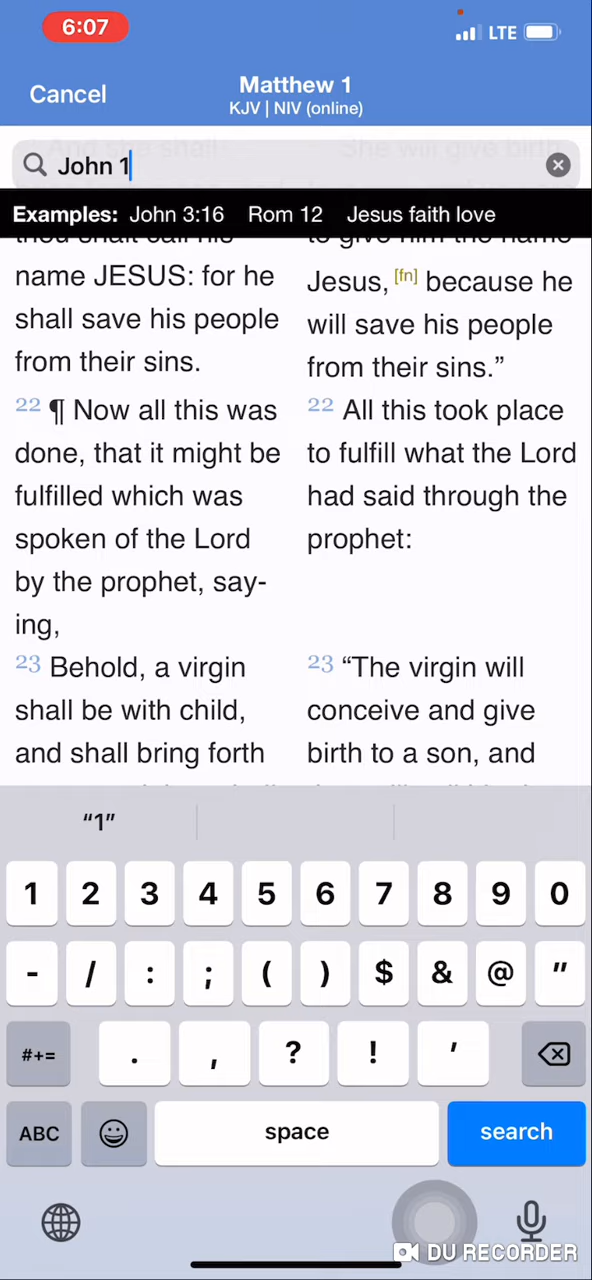 6:07
LTE
Cancel
Matthew 1
KJV | NIV (online)
John 1
Examples: John 3:16 Rom 12 Jesus faith love
name JESUS: for he
shall save his people
from their sins.
22 ¶ Now all this was
done, that it might be
fulfilled which was
spoken of the Lord
by the prophet, say-
ing,
23 Behold, a virgin
shall be with child,
and shall bring forth
to give him the name
Jesus, [fn] because he
will save his people
from their sins.”
22 All this took place
to fulfill what the Lord
had said through the
prophet:
23 “The virgin will
conceive and give
birth to a son, and
“1”
1 2 3 4 5 6 7 8 9 0
- / : ; ( ) $ & @ "
#+= . , ? ! '
ABC space search
DU RECORDER